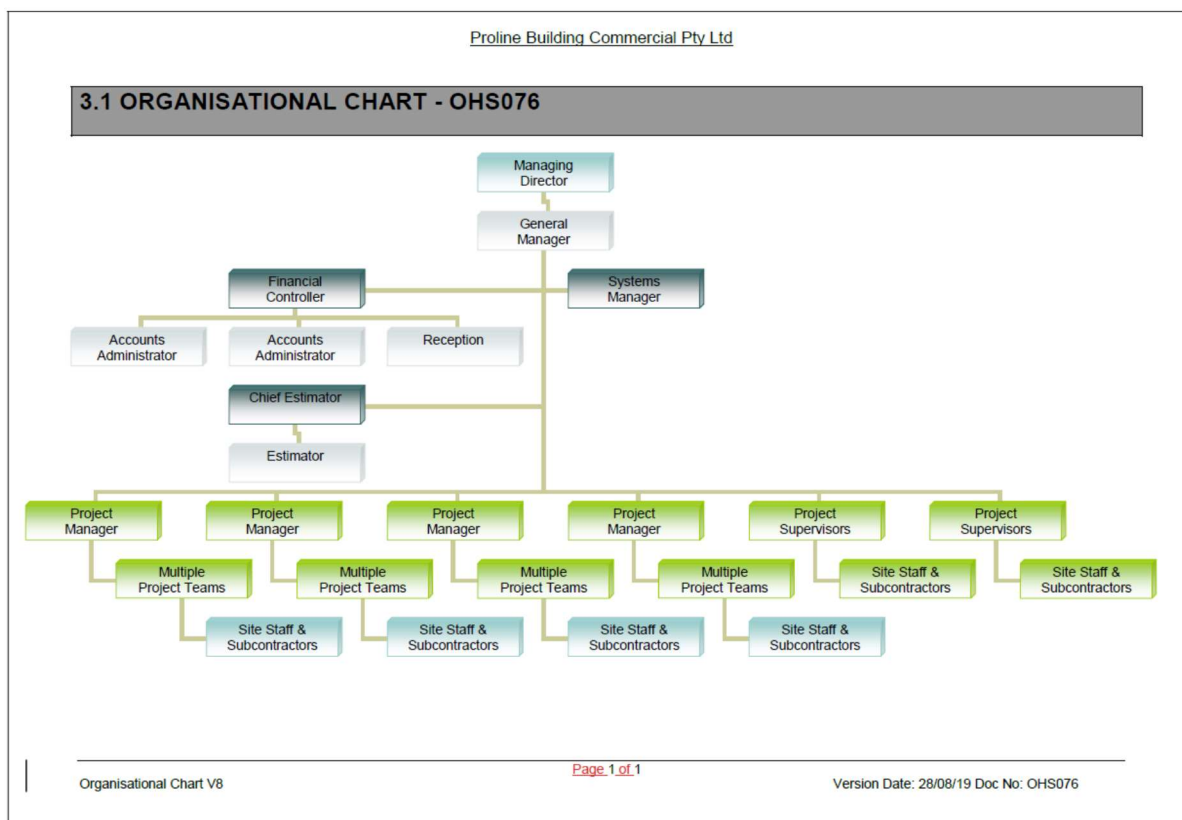 Proline Building Commercial Pty Ltd
3.1 ORGANISATIONAL CHART - OHS076
Managing
Director
General
Manager
Financial
Controller
Systems
Manager
Accounts
Administrator
Accounts
Administrator
Reception
Chief Estimator
Estimator
Project
Manager
Project
Manager
Project
Manager
Project
Manager
Project
Supervisors
Project
Supervisors
Multiple
Project Teams
Multiple
Project Teams
Multiple
Project Teams
Multiple
Project Teams
Site Staff &
Subcontractors
Site Staff &
Subcontractors
Site Staff &
Subcontractors
Site Staff &
Subcontractors
Site Staff &
Subcontractors
Site Staff &
Subcontractors
Organisational Chart V8
Page 1 of 1
Version Date: 28/08/19 Doc No: OHS076